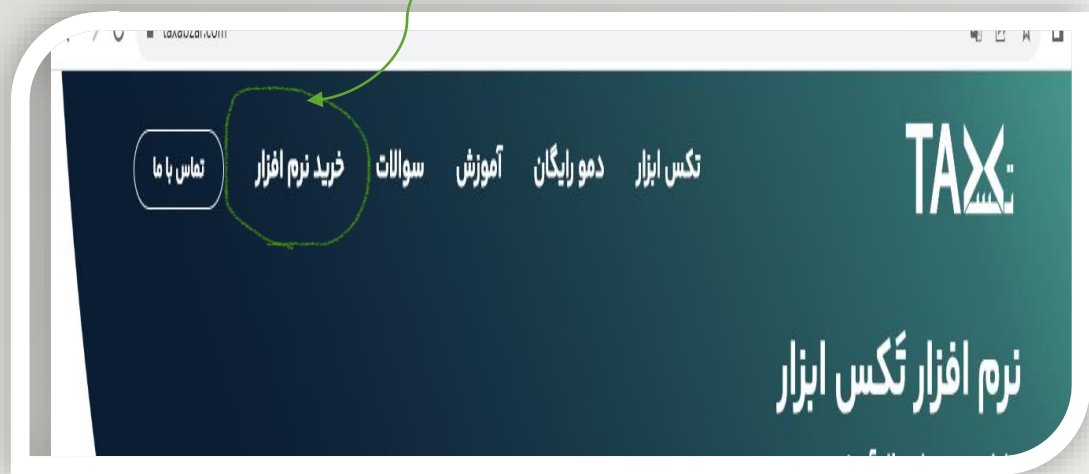 taxabzar.com
TAX
تکس ابزار دمو رایگان آموزش سوالات خرید نرم افزار تماس با ما
نرم افزار تکس ابزار